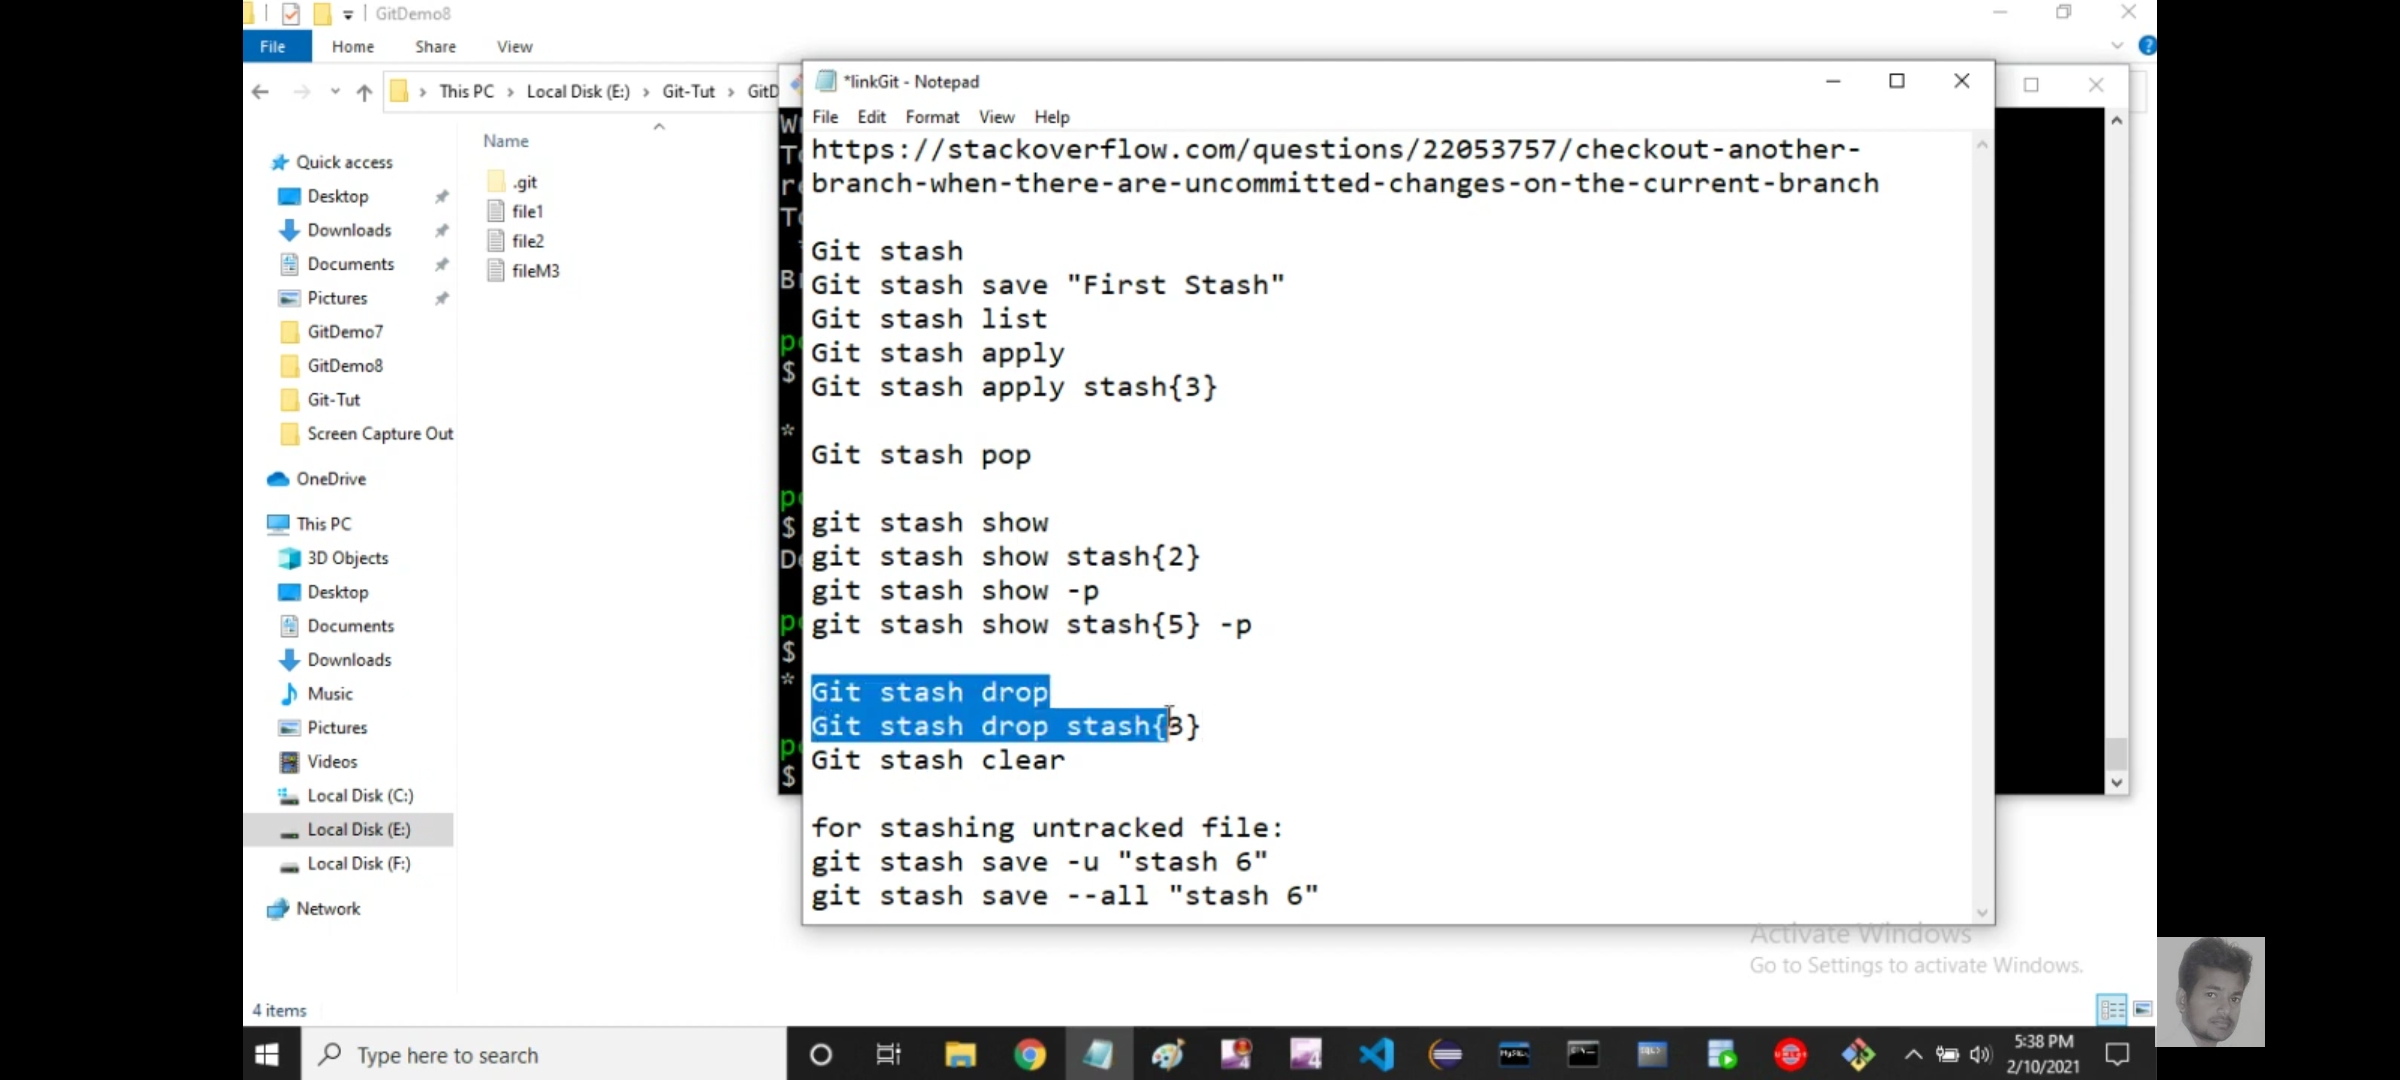 GitDemo8
File Home Share View
This PC Local Disk (E:) Git-Tut GitD
Name
Quick access
Desktop
Downloads
Documents
Pictures
GitDemo7
GitDemo8
Git-Tut
Screen Capture Out
OneDrive
This PC
3D Objects
Desktop
Documents
Downloads
Music
Pictures
Videos
Local Disk (C:)
Local Disk (E:)
Local Disk (F:)
Network
.git
file1
file2
fileM3
4 items
*linkGit - Notepad
File Edit Format View Help
https://stackoverflow.com/questions/22053757/checkout-another-
branch-when-there-are-uncommitted-changes-on-the-current-branch
Git stash
Git stash save "First Stash"
Git stash list
Git stash apply
Git stash apply stash{3}
Git stash pop
git stash show
git stash show stash{2}
git stash show -p
git stash show stash{5} -p
Git stash drop
Git stash drop stash{3}
Git stash clear
for stashing untracked file:
git stash save -u "stash 6"
git stash save --all "stash 6"
Activate Windows
Go to Settings to activate Windows.
Type here to search
5:38 PM
2/10/2021